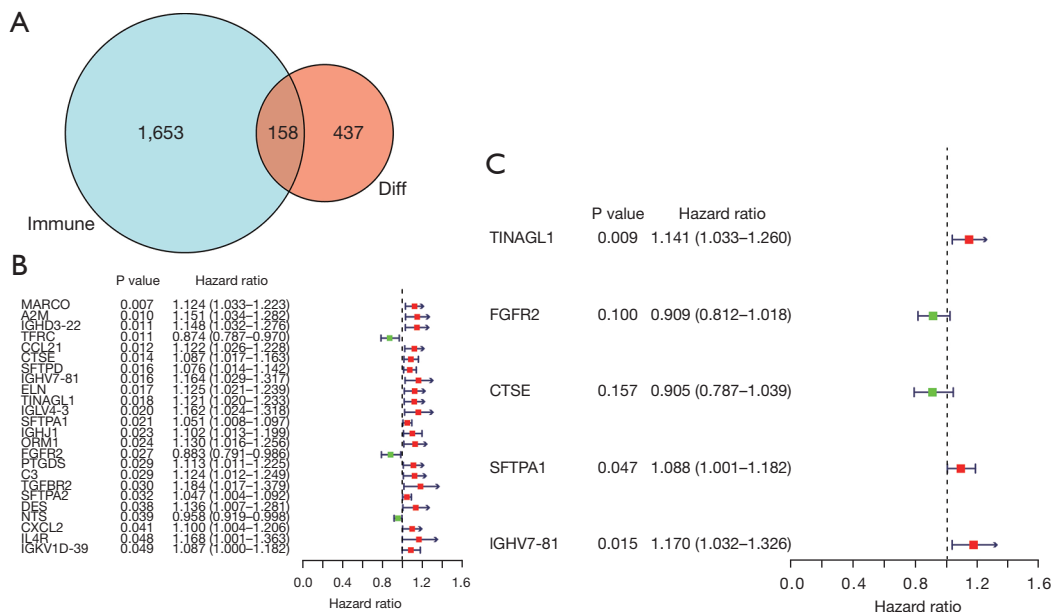 A
1,653
158
437
Immune
Diff
B
P value Hazard ratio
MARCO 0.007 1.124 (1.033–1.223)
A2M 0.010 1.151 (1.034–1.282)
IGHD3-22 0.011 1.148 (1.032–1.276)
TFRC 0.011 0.874 (0.787–0.970)
CCL21 0.012 1.122 (1.026–1.228)
CTSE 0.014 1.087 (1.017–1.163)
SFTPD 0.016 1.076 (1.014–1.142)
IGHV7-81 0.016 1.164 (1.029–1.317)
ELN 0.017 1.125 (1.021–1.239)
TINAGL1 0.018 1.121 (1.020–1.233)
IGLV4-3 0.020 1.162 (1.024–1.318)
SFTPA1 0.021 1.051 (1.008–1.097)
IGHJ1 0.023 1.102 (1.013–1.199)
ORM1 0.024 1.130 (1.016–1.256)
FGFR2 0.027 0.883 (0.791–0.986)
PTGDS 0.029 1.113 (1.011–1.225)
C3 0.029 1.124 (1.012–1.249)
TGFBR2 0.030 1.184 (1.017–1.379)
SFTPA2 0.032 1.047 (1.004–1.092)
DES 0.038 1.136 (1.007–1.281)
NTS 0.039 0.958 (0.919–0.998)
CXCL2 0.041 1.100 (1.004–1.206)
IL4R 0.048 1.168 (1.001–1.363)
IGKV1D-39 0.049 1.087 (1.000–1.182)
0.0 0.4 0.8 1.2 1.6
Hazard ratio
C
P value Hazard ratio
TINAGL1 0.009 1.141 (1.033–1.260)
FGFR2 0.100 0.909 (0.812–1.018)
CTSE 0.157 0.905 (0.787–1.039)
SFTPA1 0.047 1.088 (1.001–1.182)
IGHV7-81 0.015 1.170 (1.032–1.326)
0.0 0.4 0.8 1.2 1.6
Hazard ratio